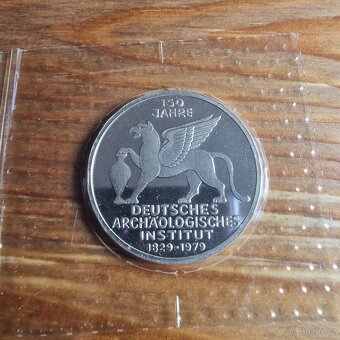 150
JAHRE
DEUTSCHES
ARCHÄOLOGISCHES
INSTITUT
1829-1979